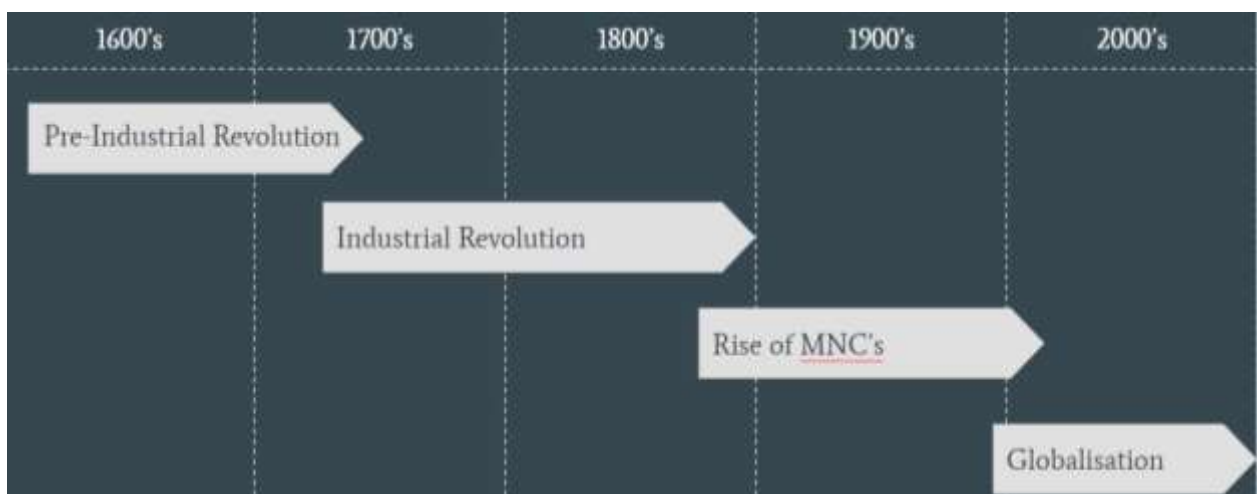 1600's 1700's 1800's 1900's 2000's
Pre-Industrial Revolution
Industrial Revolution
Rise of MNC's
Globalisation